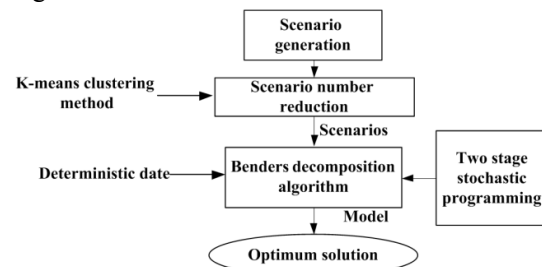 Scenario
generation
K-means clustering
method
Scenario number
reduction
Scenarios
Deterministic date
Benders decomposition
algorithm
Two stage
stochastic
programming
Model
Optimum solution